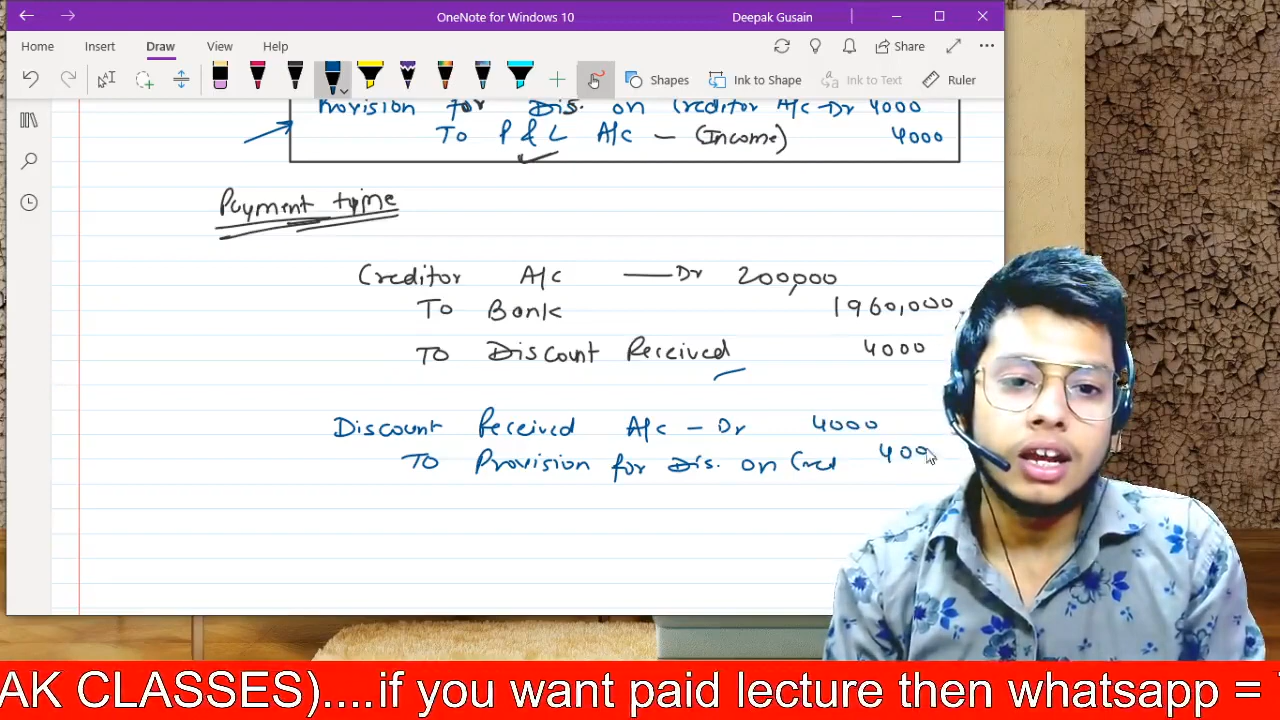 OneNote for Windows 10
Deepak Gusain
Home Insert Draw View Help Share
Shapes Ink to Shape Ink to Text Ruler
Provision for Dis. on Creditor A/c - Dr 4000
To P & L A/c - (Income) 4000
Payment time
Creditor A/c — Dr 200,000
To Bank 1960,000
To Discount Received 4000
Discount Received A/c - Dr 4000
To Provision for Dis. on Cred 400
AK CLASSES)....if you want paid lecture then whatsapp =